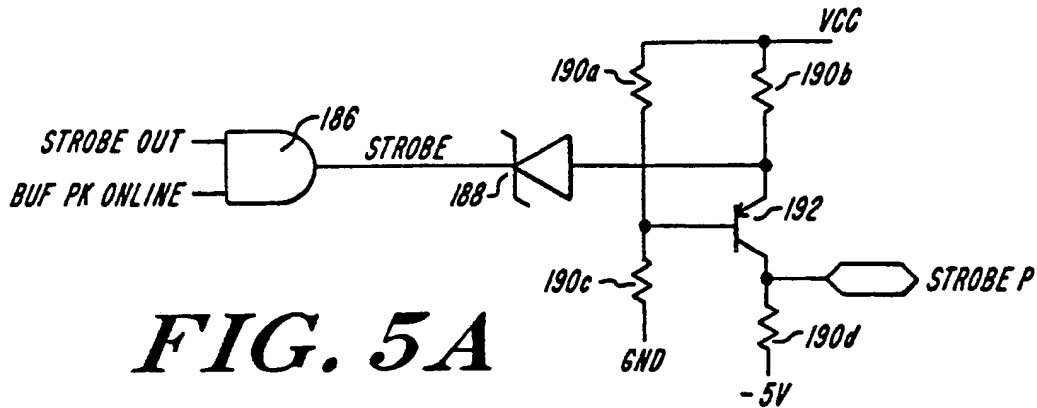 VCC
190a
190b
186
STROBE OUT
STROBE
BUF PK ONLINE
188
192
190c
STROBE P
190d
GND
-5V
FIG. 5A